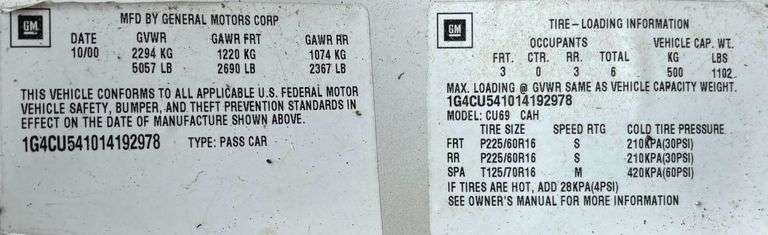 GM
MFD BY GENERAL MOTORS CORP
DATE GVWR GAWR FRT GAWR RR
10/00 2294 KG 1220 KG 1074 KG
5057 LB 2690 LB 2367 LB
THIS VEHICLE CONFORMS TO ALL APPLICABLE U.S. FEDERAL MOTOR
VEHICLE SAFETY, BUMPER, AND THEFT PREVENTION STANDARDS IN
EFFECT ON THE DATE OF MANUFACTURE SHOWN ABOVE.
1G4CU541014192978 TYPE: PASS CAR
GM
TIRE-LOADING INFORMATION
OCCUPANTS VEHICLE CAP. WT.
FRT. CTR. RR. TOTAL KG LBS
3 0 3 6 500 1102
MAX. LOADING @ GVWR SAME AS VEHICLE CAPACITY WEIGHT.
1G4CU541014192978
MODEL: CU69 CAH
TIRE SIZE SPEED RTG COLD TIRE PRESSURE
FRT P225/60R16 S 210KPA(30PSI)
RR P225/60R16 S 210KPA(30PSI)
SPA T125/70R16 M 420KPA(60PSI)
IF TIRES ARE HOT, ADD 28KPA(4PSI)
SEE OWNER'S MANUAL FOR MORE INFORMATION